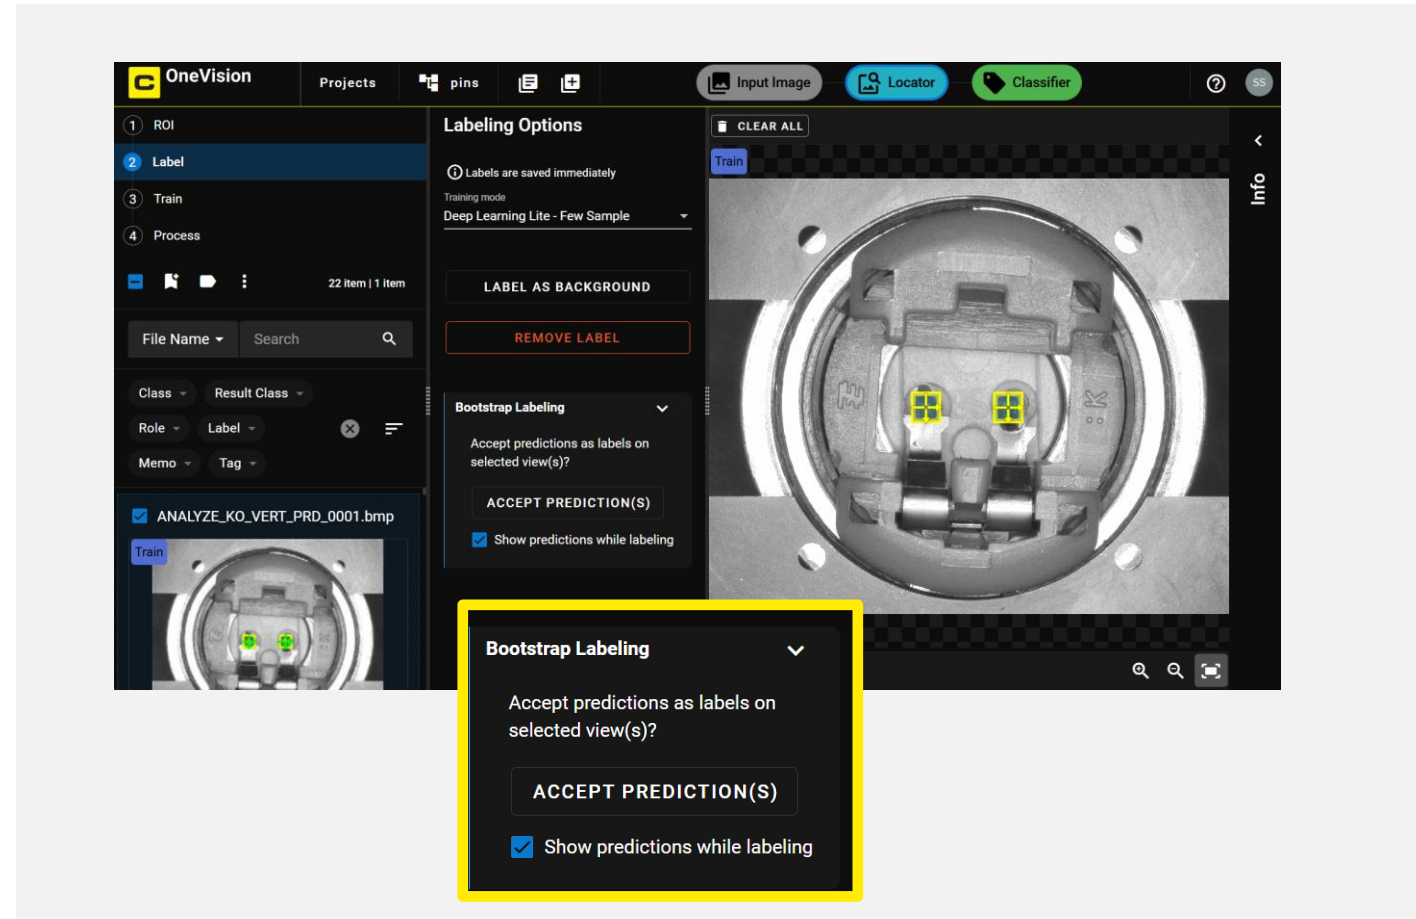 OneVision
Projects
pins
Input Image
Locator
Classifier
SS
1 ROI
2 Label
3 Train
4 Process
22 item | 1 item
File Name
Search
Class
Result Class
Role
Label
Memo
Tag
ANALYZE_KO_VERT_PRD_0001.bmp
Train
Labeling Options
Labels are saved immediately
Training mode
Deep Learning Lite - Few Sample
LABEL AS BACKGROUND
REMOVE LABEL
Bootstrap Labeling
Accept predictions as labels on
selected view(s)?
ACCEPT PREDICTION(S)
Show predictions while labeling
CLEAR ALL
Train
Info
Bootstrap Labeling
Accept predictions as labels on
selected view(s)?
ACCEPT PREDICTION(S)
Show predictions while labeling